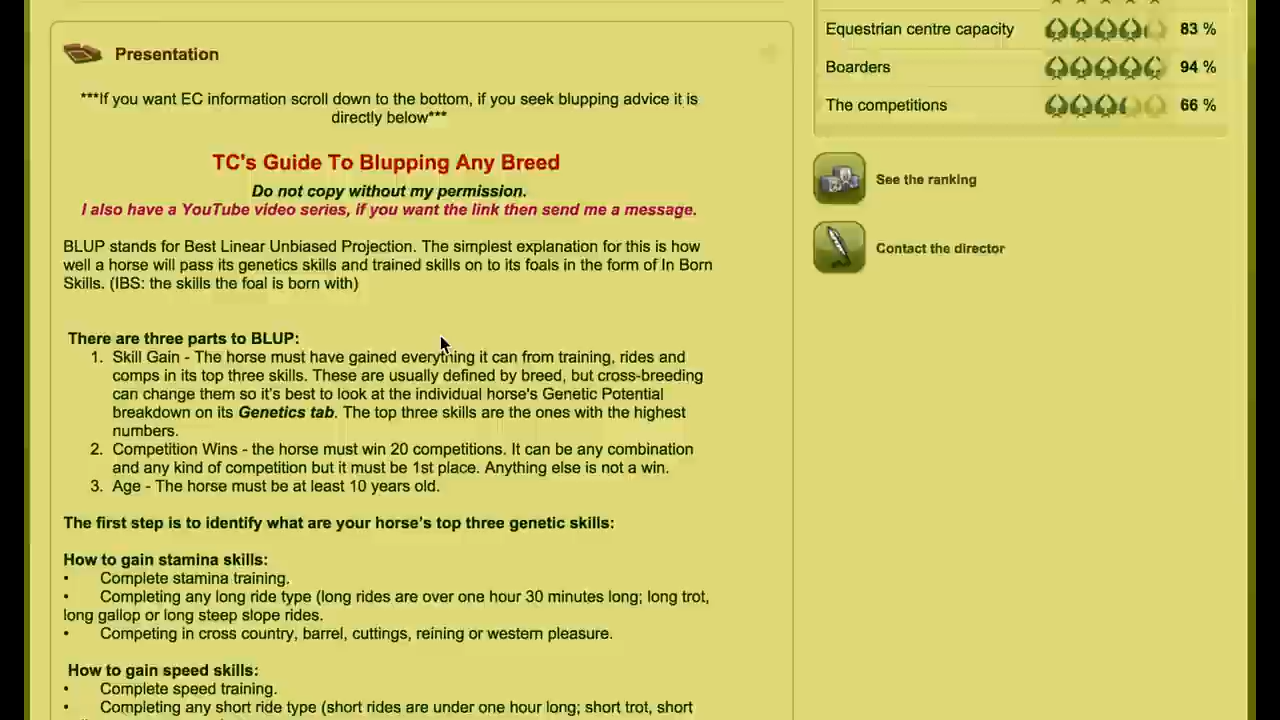 Presentation
***If you want EC information scroll down to the bottom, if you seek blupping advice it is
directly below***
TC's Guide To Blupping Any Breed
Do not copy without my permission.
I also have a YouTube video series, if you want the link then send me a message.
BLUP stands for Best Linear Unbiased Projection. The simplest explanation for this is how
well a horse will pass its genetics skills and trained skills on to its foals in the form of In Born
Skills. (IBS: the skills the foal is born with)
There are three parts to BLUP:
1. Skill Gain - The horse must have gained everything it can from training, rides and
comps in its top three skills. These are usually defined by breed, but cross-breeding
can change them so it's best to look at the individual horse's Genetic Potential
breakdown on its Genetics tab. The top three skills are the ones with the highest
numbers.
2. Competition Wins - the horse must win 20 competitions. It can be any combination
and any kind of competition but it must be 1st place. Anything else is not a win.
3. Age - The horse must be at least 10 years old.
The first step is to identify what are your horse's top three genetic skills:
How to gain stamina skills:
• Complete stamina training.
• Completing any long ride type (long rides are over one hour 30 minutes long; long trot,
long gallop or long steep slope rides.
• Competing in cross country, barrel, cuttings, reining or western pleasure.
How to gain speed skills:
• Complete speed training.
• Completing any short ride type (short rides are under one hour long; short trot, short
Equestrian centre capacity 83 %
Boarders 94 %
The competitions 66 %
See the ranking
Contact the director